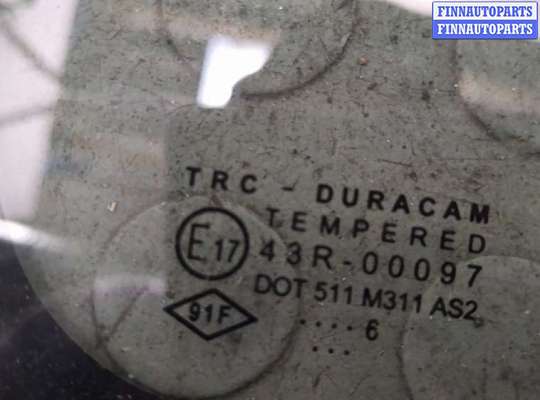 FINNAUTOPARTS
FINNAUTOPARTS
TRC - DURACAM
TEMPERED
E17 43R-00097
DOT 511 M311 AS2
91F
.... 6
...